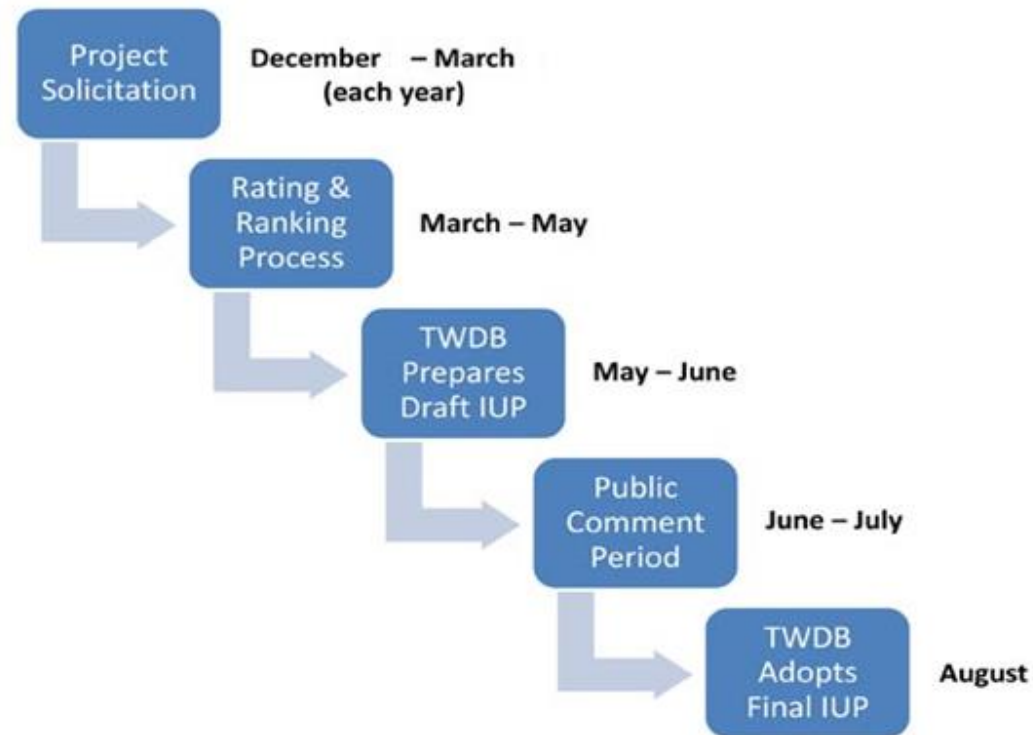 Project
Solicitation
December – March
(each year)
Rating &
Ranking
Process
March – May
TWDB
Prepares
Draft IUP
May – June
Public
Comment
Period
June – July
TWDB
Adopts
Final IUP
August